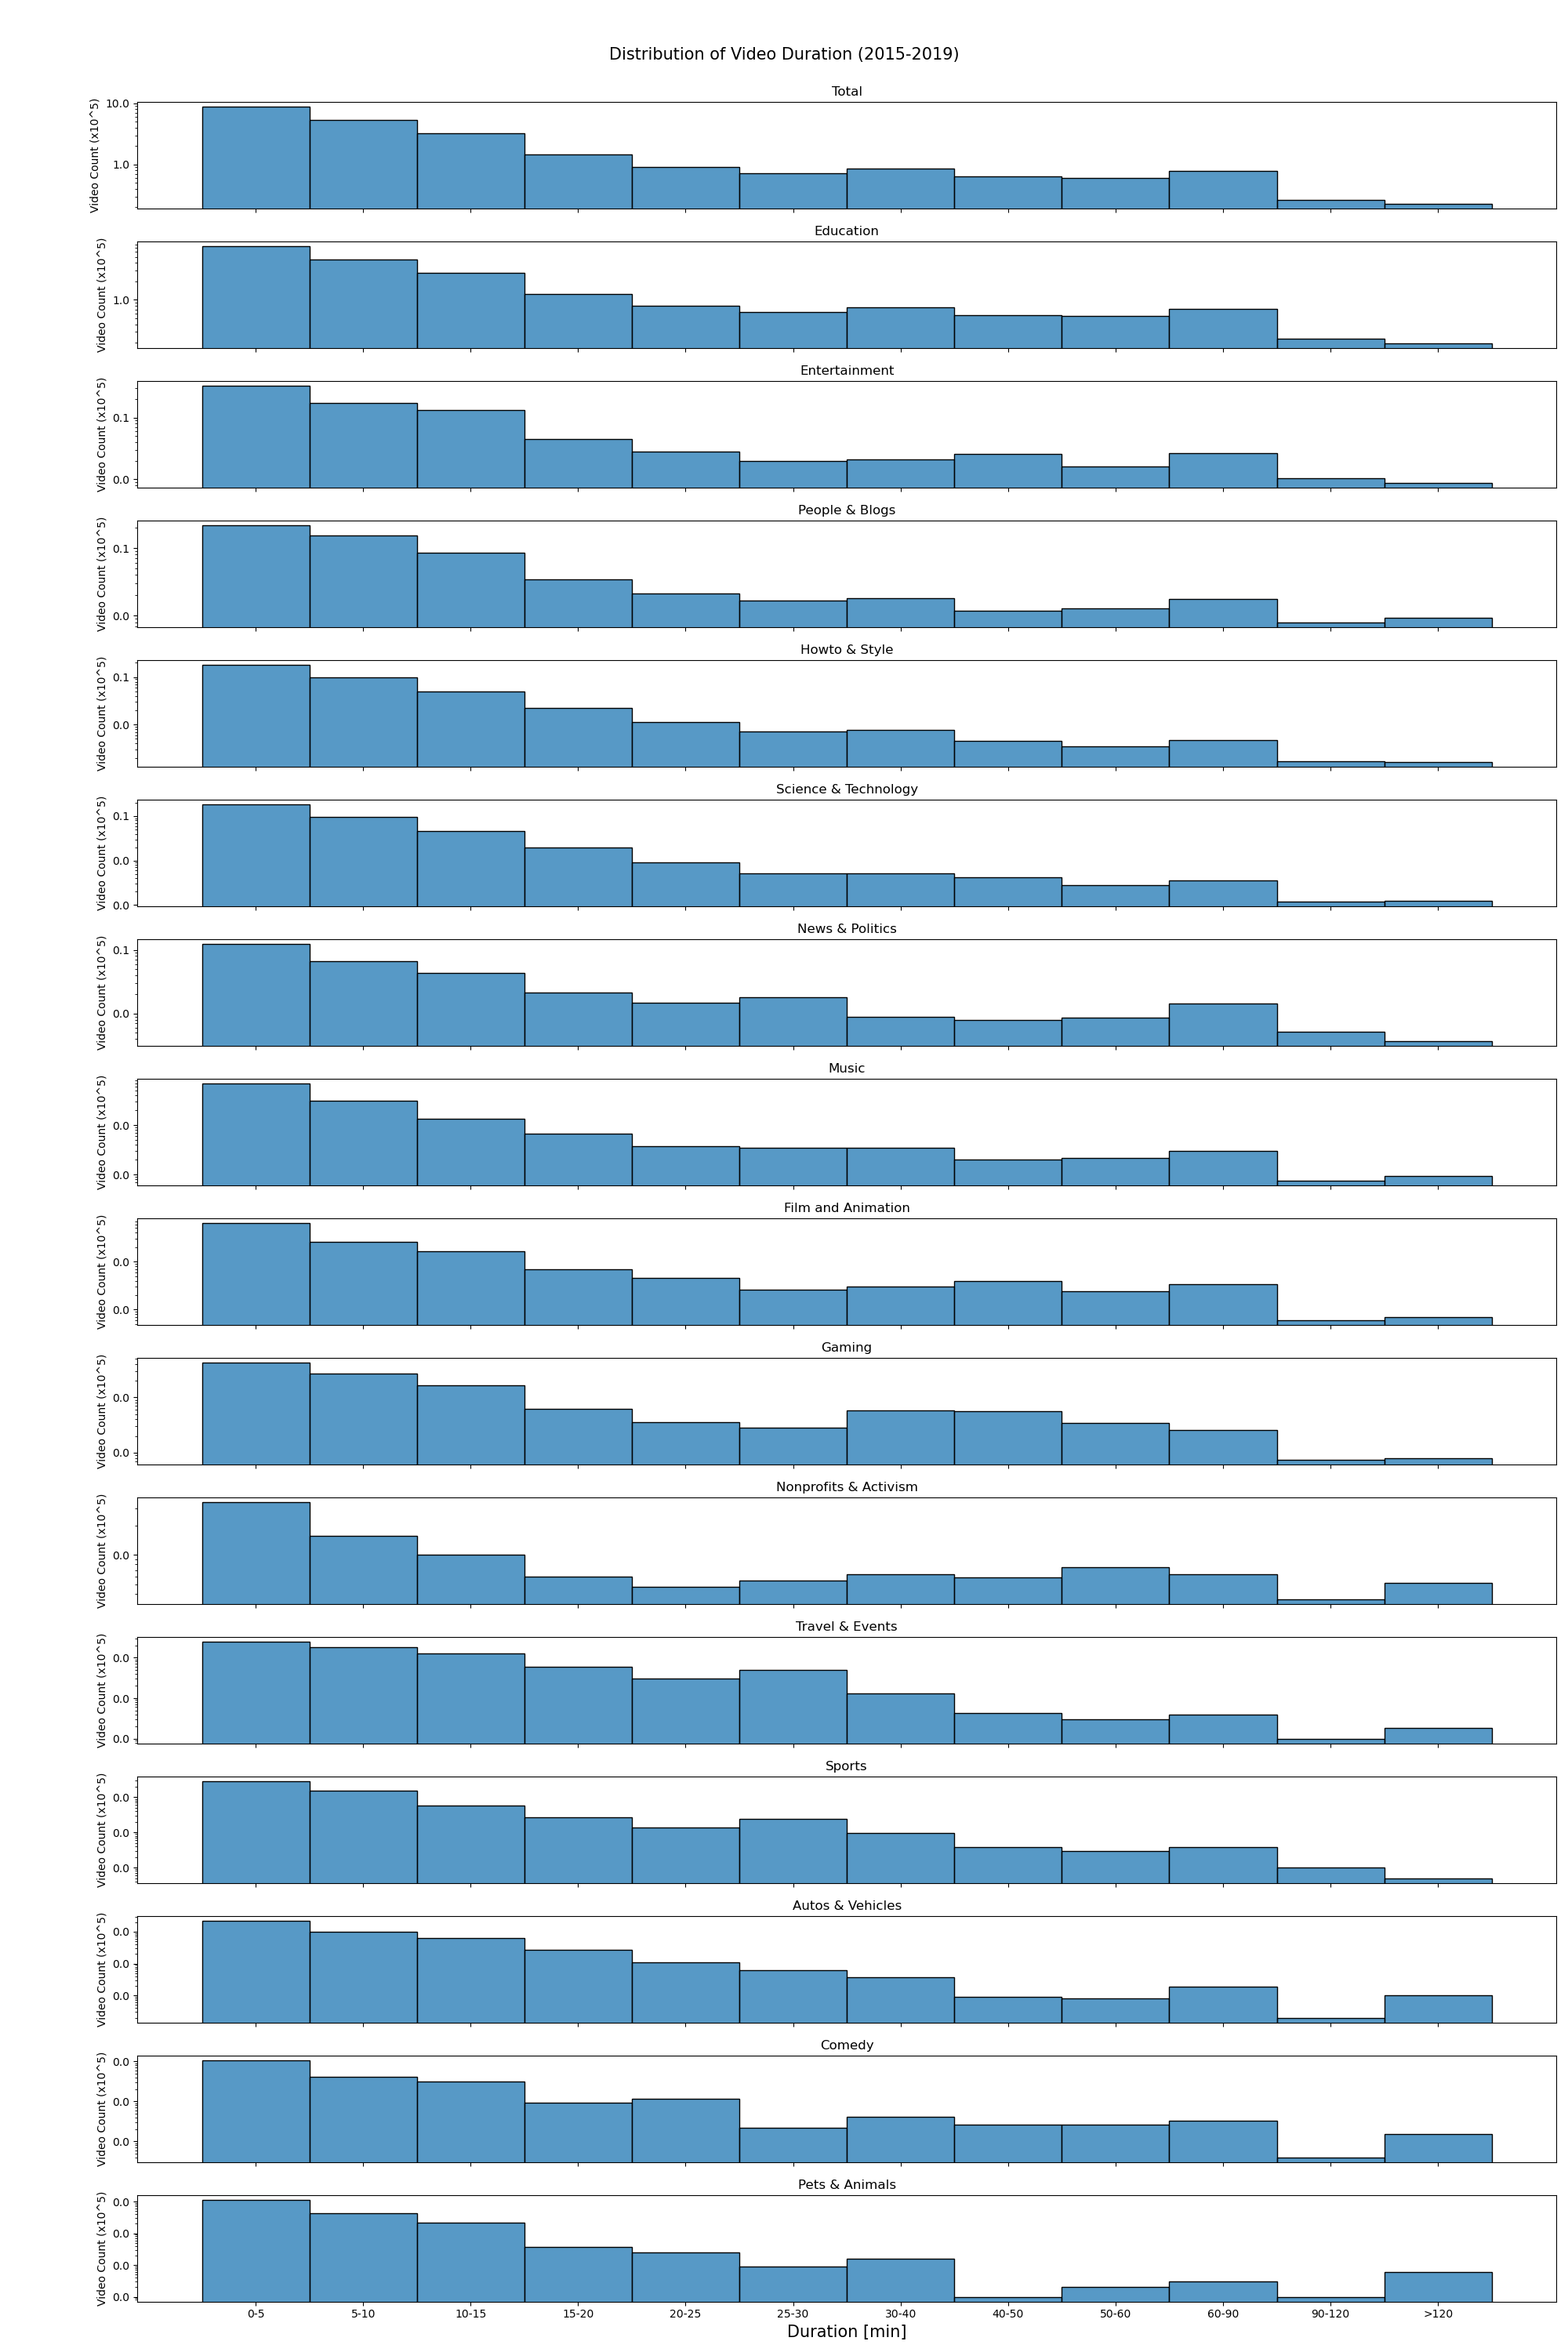 Distribution of Video Duration (2015-2019)
Total
Video Count (x10^5)
10.0
1.0
Education
Video Count (x10^5)
1.0
Entertainment
Video Count (x10^5)
0.1
0.0
People & Blogs
Video Count (x10^5)
0.1
0.0
Howto & Style
Video Count (x10^5)
0.1
0.0
Science & Technology
Video Count (x10^5)
0.1
0.0
0.0
News & Politics
Video Count (x10^5)
0.1
0.0
Music
Video Count (x10^5)
0.0
0.0
Film and Animation
Video Count (x10^5)
0.0
0.0
Gaming
Video Count (x10^5)
0.0
0.0
Nonprofits & Activism
Video Count (x10^5)
0.0
Travel & Events
Video Count (x10^5)
0.0
0.0
0.0
Sports
Video Count (x10^5)
0.0
0.0
0.0
Autos & Vehicles
Video Count (x10^5)
0.0
0.0
0.0
Comedy
Video Count (x10^5)
0.0
0.0
0.0
Pets & Animals
Video Count (x10^5)
0.0
0.0
0.0
0.0
0-5 5-10 10-15 15-20 20-25 25-30 30-40 40-50 50-60 60-90 90-120 >120
Duration [min]